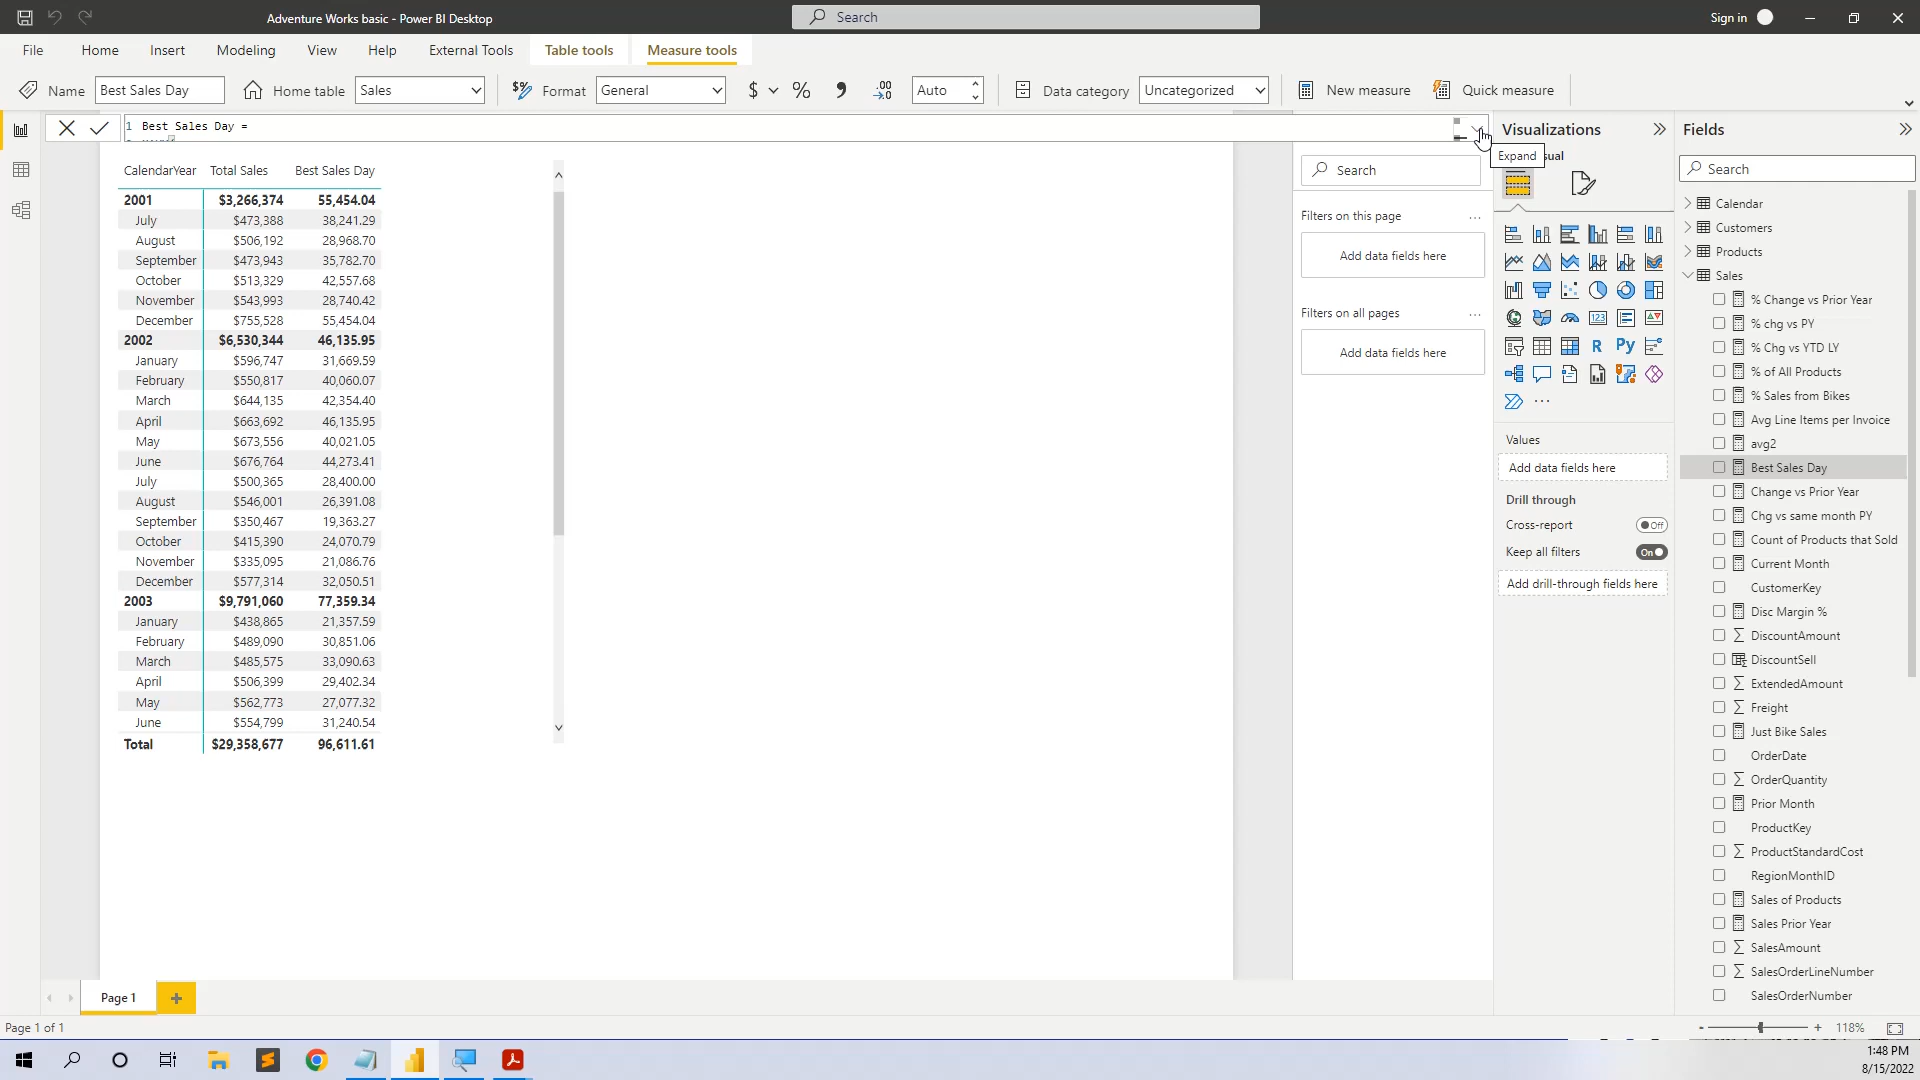 Adventure Works basic - Power BI Desktop
Search
Sign in
File Home Insert Modeling View Help External Tools Table tools Measure tools
Name Best Sales Day Home table Sales Format General $ % Auto Data category Uncategorized New measure Quick measure
1 Best Sales Day =
Expand
CalendarYear Total Sales Best Sales Day
2001 $3,266,374 55,454.04
July $473,388 38,241.29
August $506,192 28,968.70
September $473,943 35,782.70
October $513,329 42,557.68
November $543,993 28,740.42
December $755,528 55,454.04
2002 $6,530,344 46,135.95
January $596,747 31,669.59
February $550,817 40,060.07
March $644,135 42,354.40
April $663,692 46,135.95
May $673,556 40,021.05
June $676,764 44,273.41
July $500,365 28,400.00
August $546,001 26,391.08
September $350,467 19,363.27
October $415,390 24,070.79
November $335,095 21,086.76
December $577,314 32,050.51
2003 $9,791,060 77,359.34
January $438,865 21,357.59
February $489,090 30,851.06
March $485,575 33,090.63
April $506,399 29,402.34
May $562,773 27,077.32
June $554,799 31,240.54
Total $29,358,677 96,611.61
Search
Filters on this page ...
Add data fields here
Filters on all pages ...
Add data fields here
Visualizations
R Py
123
...
Values
Add data fields here
Drill through
Cross-report Off
Keep all filters On
Add drill-through fields here
Fields
Search
Calendar
Customers
Products
Sales
% Change vs Prior Year
% chg vs PY
% Chg vs YTD LY
% of All Products
% Sales from Bikes
Avg Line Items per Invoice
avg2
Best Sales Day
Change vs Prior Year
Chg vs same month PY
Count of Products that Sold
Current Month
CustomerKey
Disc Margin %
DiscountAmount
DiscountSell
ExtendedAmount
Freight
Just Bike Sales
OrderDate
OrderQuantity
Prior Month
ProductKey
ProductStandardCost
RegionMonthID
Sales of Products
Sales Prior Year
SalesAmount
SalesOrderLineNumber
SalesOrderNumber
Page 1
Page 1 of 1
- + 118%
1:48 PM
8/15/2022